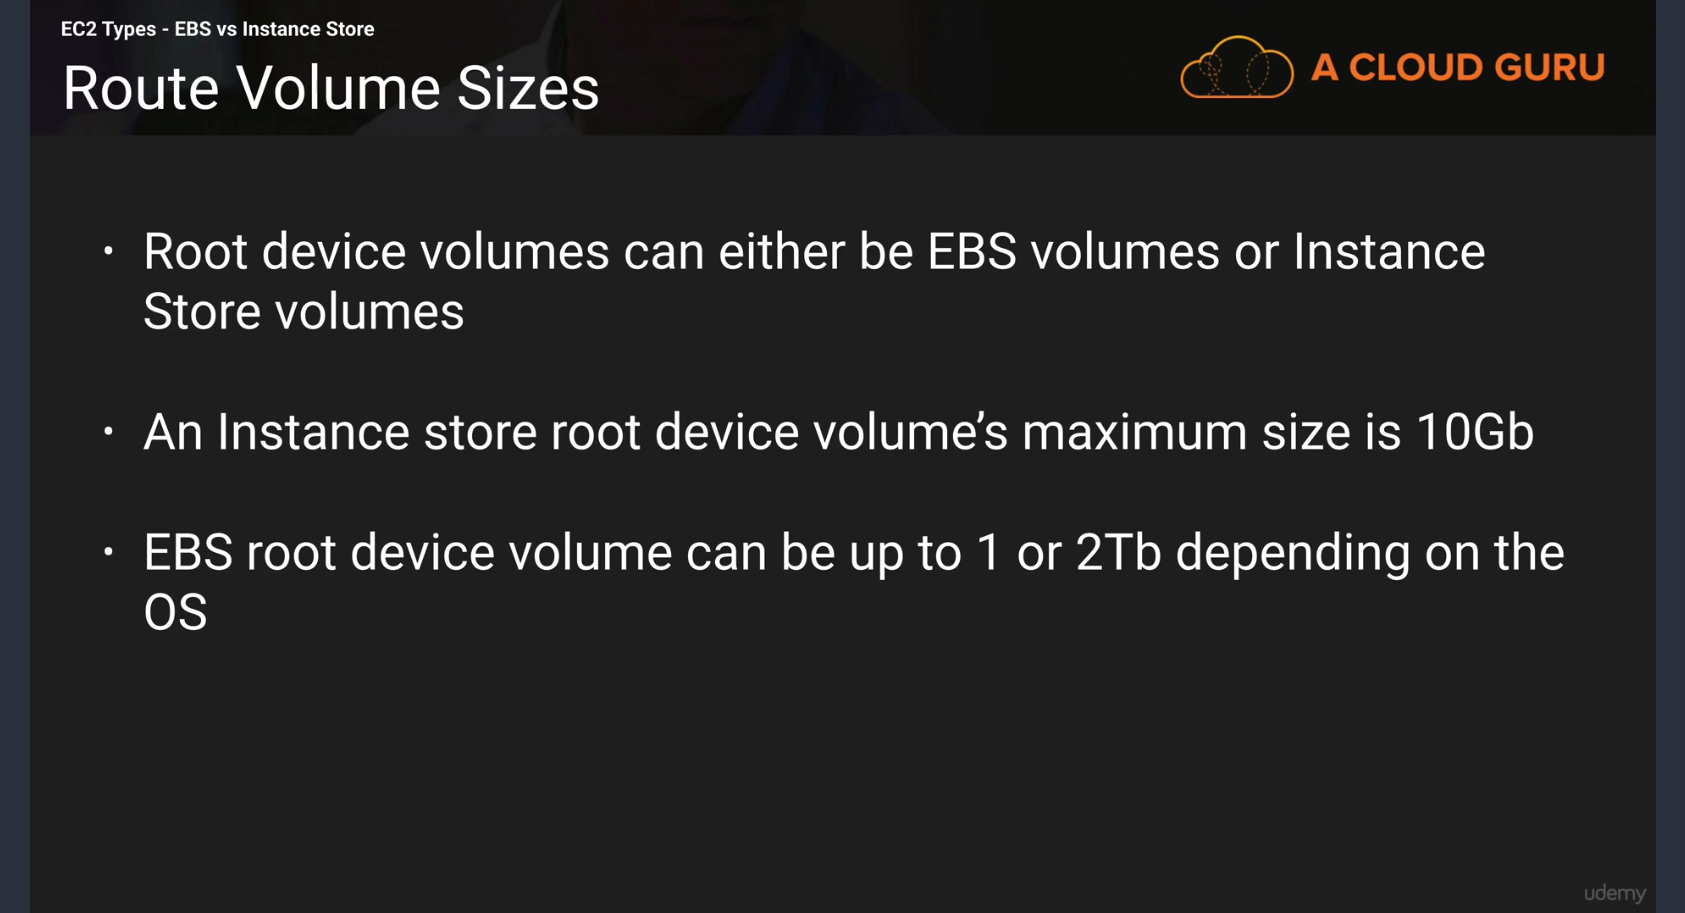 EC2 Types - EBS vs Instance Store
Route Volume Sizes
A CLOUD GURU
• Root device volumes can either be EBS volumes or Instance
Store volumes
• An Instance store root device volume’s maximum size is 10Gb
• EBS root device volume can be up to 1 or 2Tb depending on the
OS
udemy